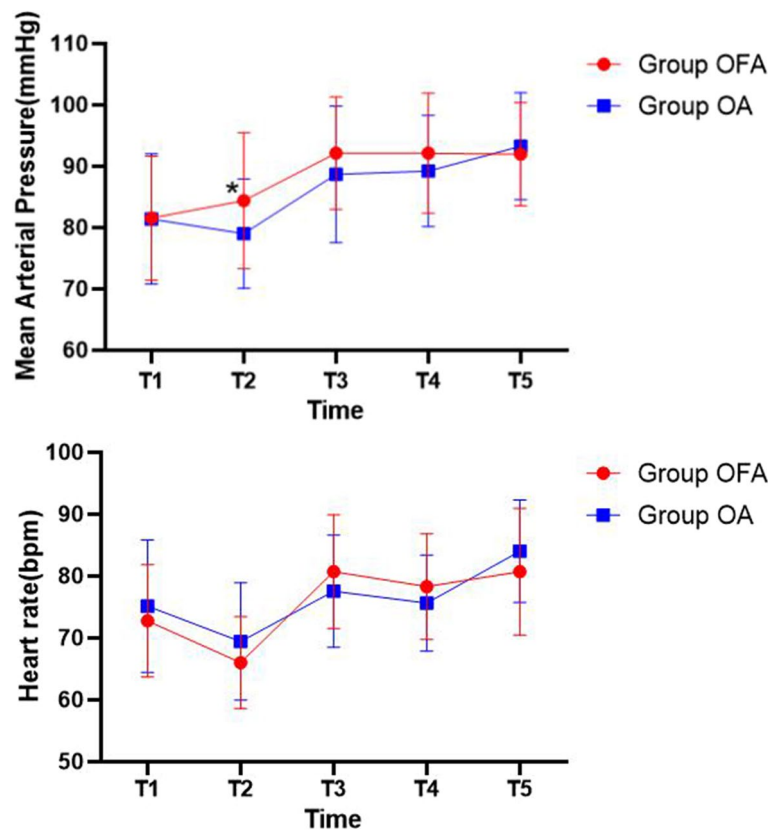 Mean Arterial Pressure(mmHg)
110
100
90
80
70
60
*
T1 T2 T3 T4 T5
Time
Group OFA
Group OA
Heart rate(bpm)
100
90
80
70
60
50
T1 T2 T3 T4 T5
Time
Group OFA
Group OA